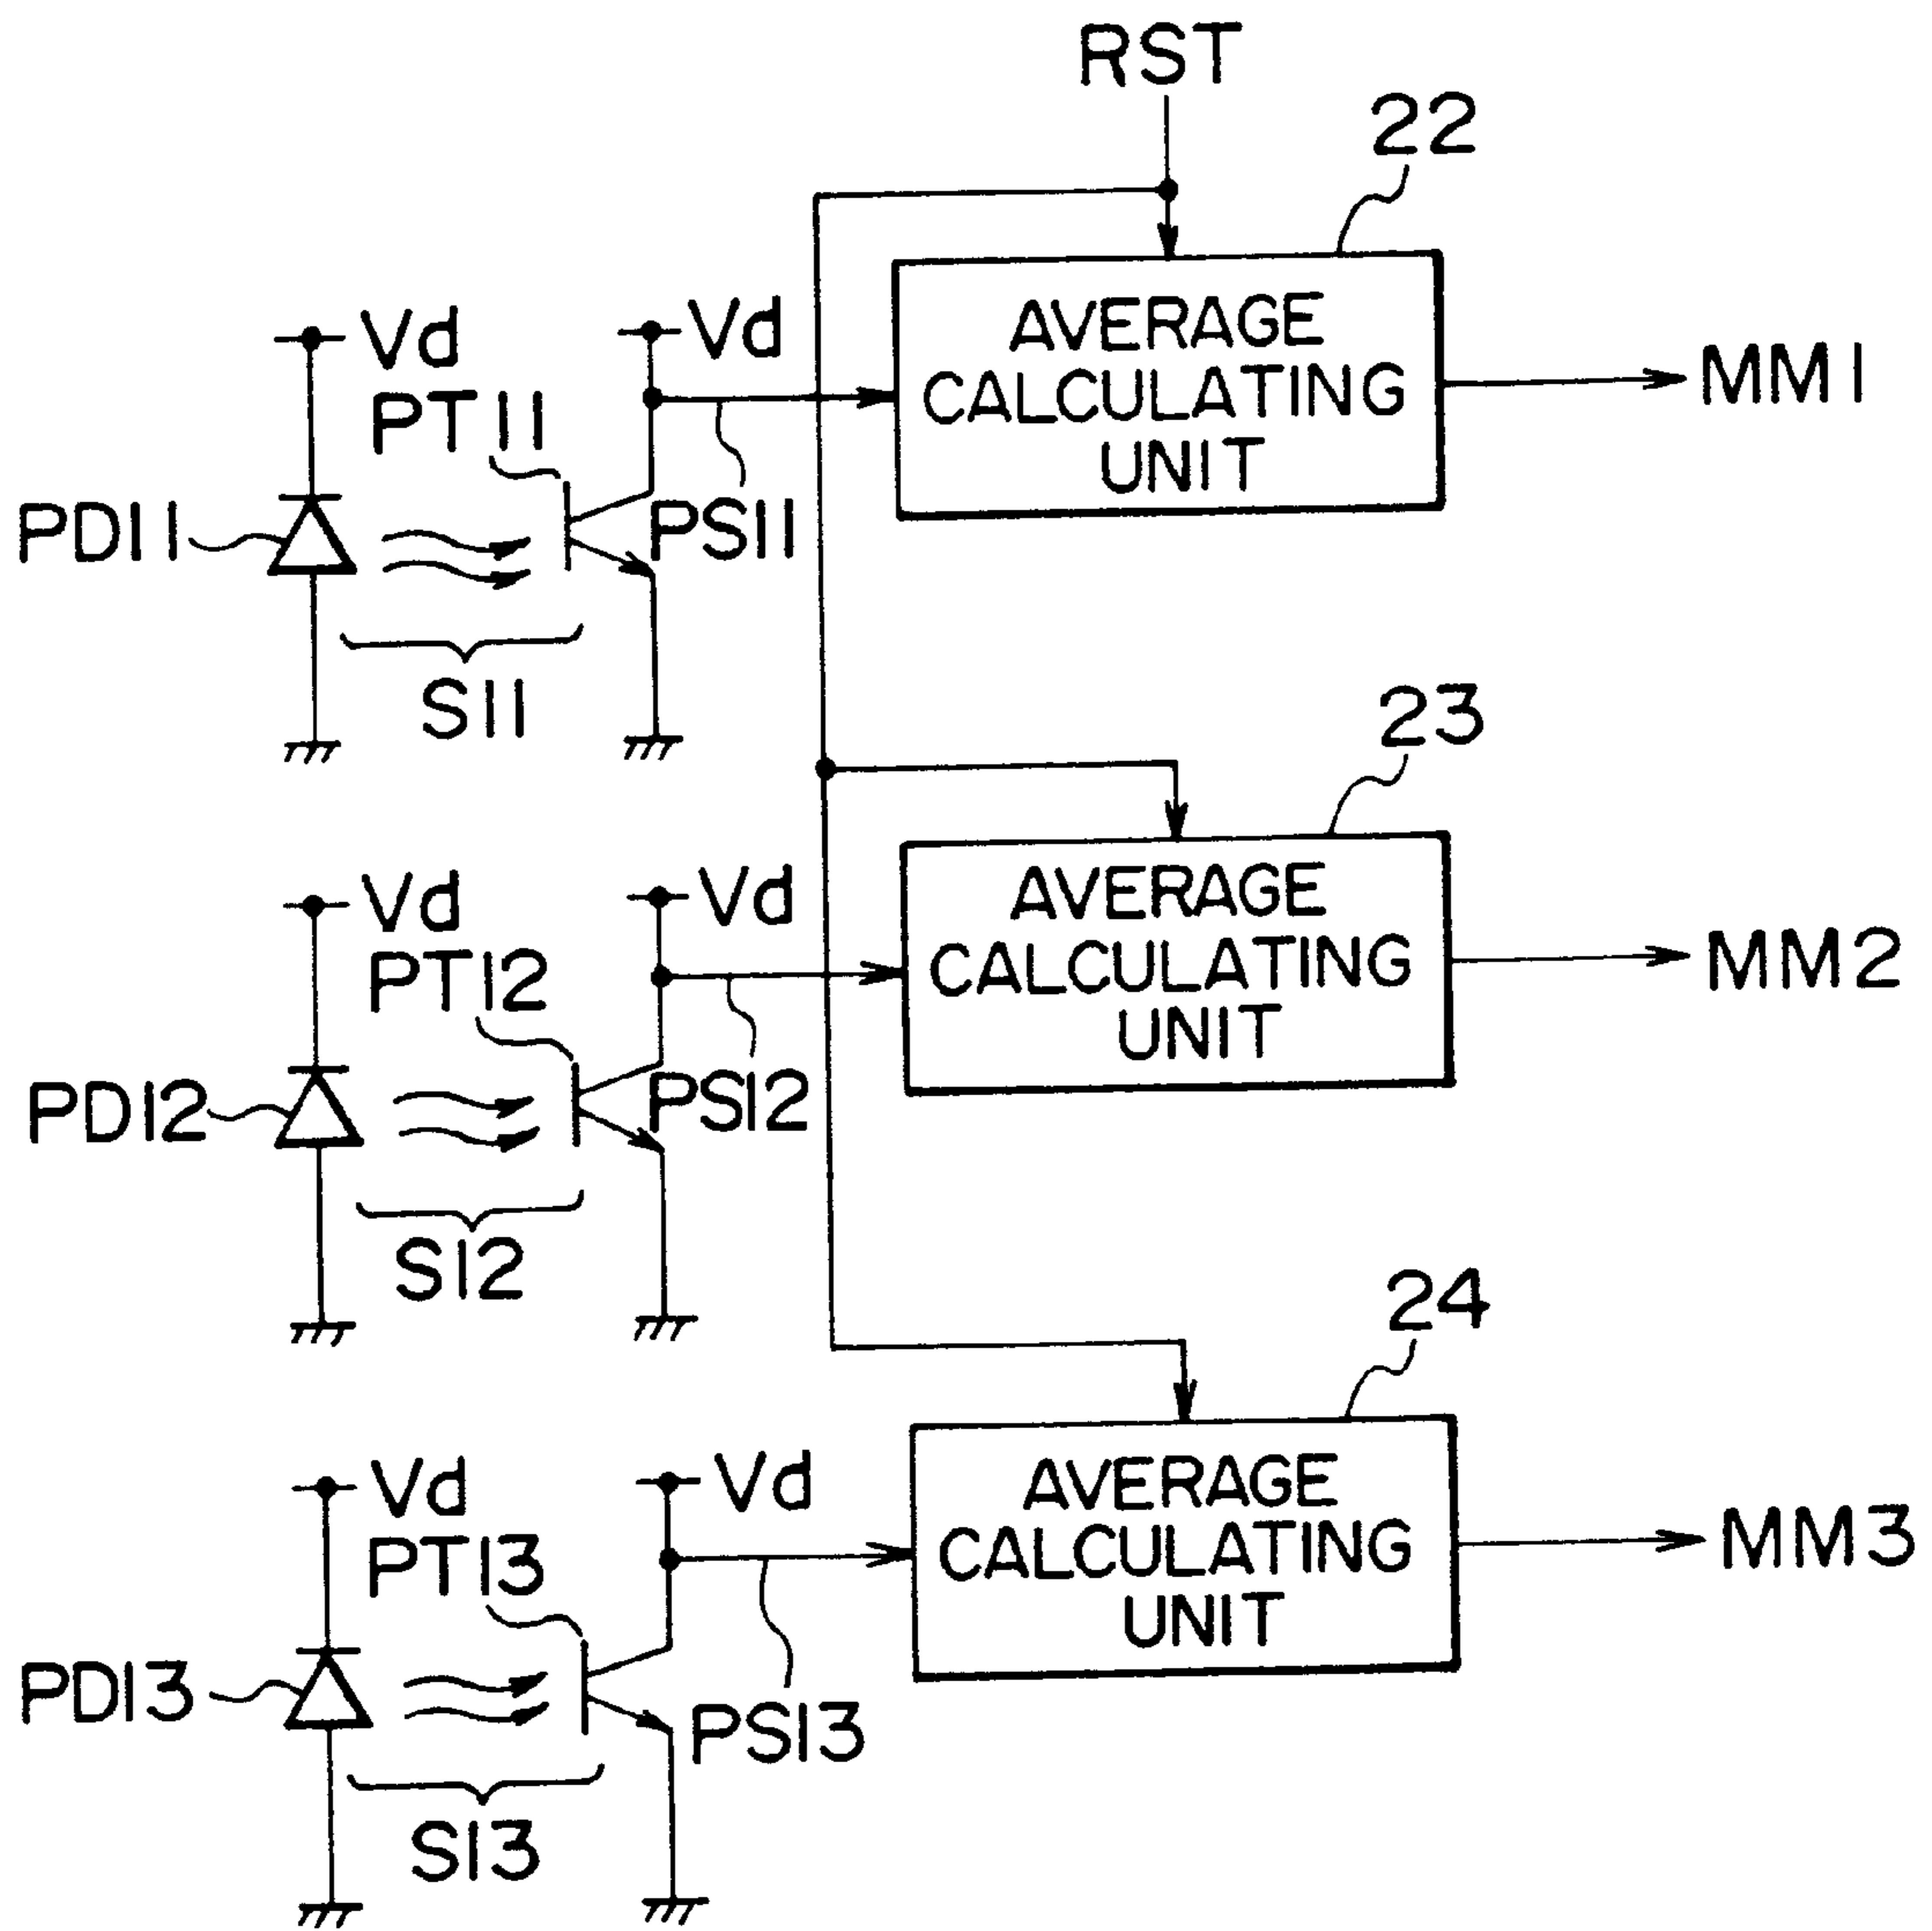 RST
22
Vd
Vd
AVERAGE
CALCULATING
UNIT
MM1
PT11
PD11
PS11
S11
23
Vd
Vd
AVERAGE
CALCULATING
UNIT
MM2
PT12
PD12
PS12
S12
24
Vd
Vd
AVERAGE
CALCULATING
UNIT
MM3
PT13
PD13
PS13
S13